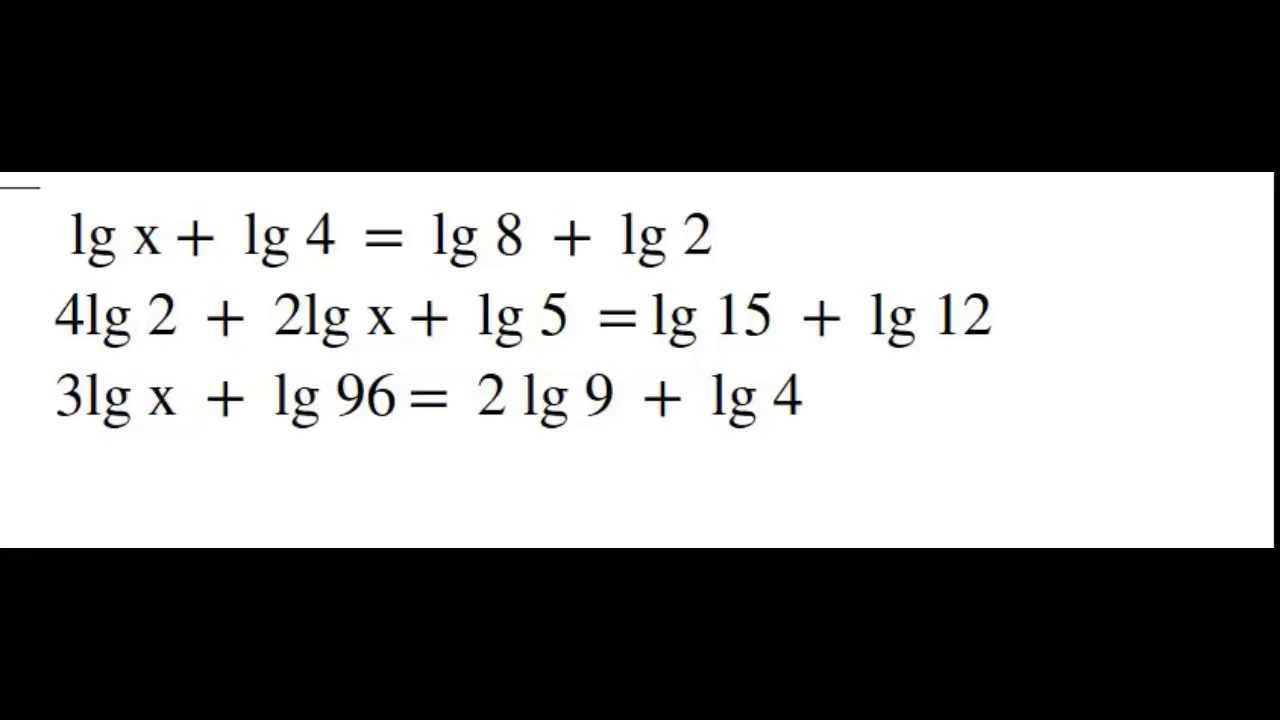 lg x + lg 4 = lg 8 + lg 2
4lg 2 + 2lg x + lg 5 = lg 15 + lg 12
3lg x + lg 96 = 2 lg 9 + lg 4